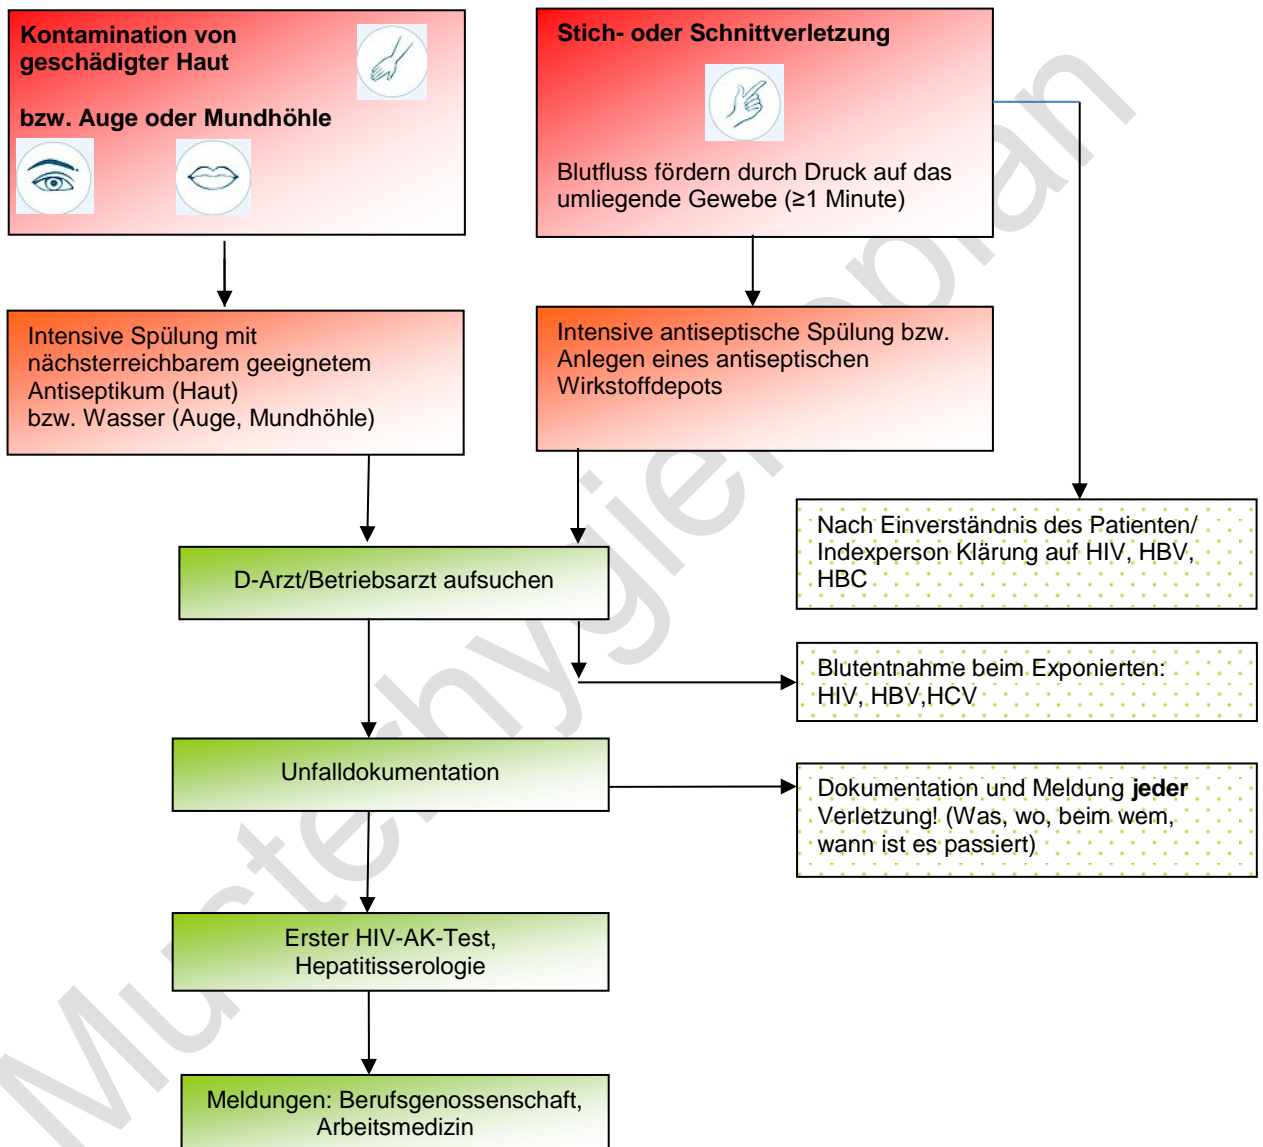 Kontamination von
geschädigter Haut
bzw. Auge oder Mundhöhle
Stich- oder Schnittverletzung
Blutfluss fördern durch Druck auf das
umliegende Gewebe (≥1 Minute)
Intensive Spülung mit
nächsterreichbarem geeignetem
Antiseptikum (Haut)
bzw. Wasser (Auge, Mundhöhle)
Intensive antiseptische Spülung bzw.
Anlegen eines antiseptischen
Wirkstoffdepots
Nach Einverständnis des Patienten/
Indexperson Klärung auf HIV, HBV,
HBC
D-Arzt/Betriebsarzt aufsuchen
Blutentnahme beim Exponierten:
HIV, HBV,HCV
Unfalldokumentation
Dokumentation und Meldung jeder
Verletzung! (Was, wo, beim wem,
wann ist es passiert)
Erster HIV-AK-Test,
Hepatitisserologie
Meldungen: Berufsgenossenschaft,
Arbeitsmedizin
Musterhygieneplan